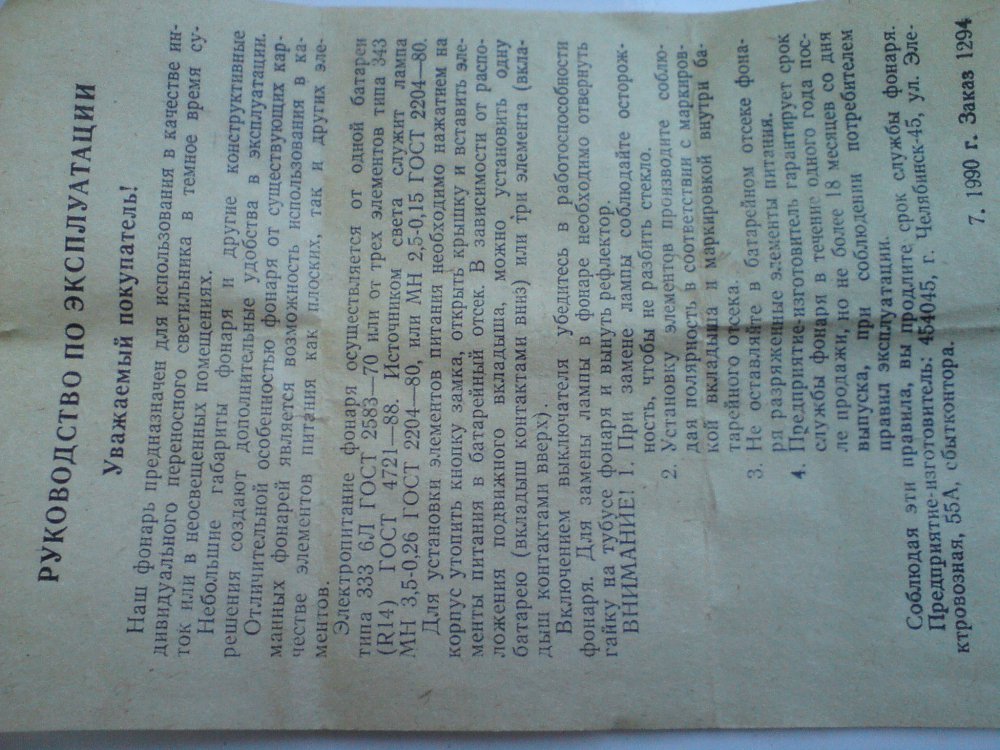 РУКОВОДСТВО ПО ЭКСПЛУАТАЦИИ
Уважаемый покупатель!
Наш фонарь предназначен для использования в качестве ин-
дивидуального переносного светильника в темное время су-
ток или в неосвещенных помещениях.
Небольшие габариты фонаря и другие конструктивные
решения создают дополнительные удобства в эксплуатации.
Отличительной особенностью фонаря от существующих кар-
манных фонарей является возможность использования в ка-
честве элементов питания как плоских, так и других эле-
ментов.
Электропитание фонаря осуществляется от одной батареи
типа 333 6Л ГОСТ 2583—70 или от трех элементов типа 343
(R14) ГОСТ 4721—88. Источником света служит лампа
МН 3,5-0,26 ГОСТ 2204—80, или МН 2,5-0,15 ГОСТ 2204—80.
Для установки элементов питания необходимо нажатием на
корпус утопить кнопку замка, открыть крышку и вставить эле-
менты питания в батарейный отсек. В зависимости от распо-
ложения подвижного вкладыша, можно установить одну
батарею (вкладыш контактами вниз) или три элемента (вкла-
дыш контактами вверх).
Включением выключателя убедитесь в работоспособности
фонаря. Для замены лампы в фонаре необходимо отвернуть
гайку на тубусе фонаря и вынуть рефлектор.
ВНИМАНИЕ! 1. При замене лампы соблюдайте осторож-
ность, чтобы не разбить стекло.
2. Установку элементов производите соблю-
дая полярность в соответствии с маркиров-
кой вкладыша и маркировкой внутри ба-
тарейного отсека.
3. Не оставляйте в батарейном отсеке фона-
ря разряженные элементы питания.
4. Предприятие-изготовитель гарантирует срок
службы фонаря в течение одного года пос-
ле продажи, но не более 18 месяцев со дня
выпуска, при соблюдении потребителем
правил эксплуатации.
Соблюдая эти правила, вы продлите срок службы фонаря.
Предприятие-изготовитель: 454045, г. Челябинск-45, ул. Эле-
ктровозная, 55А, сбытконтора.
7. 1990 г. Заказ 1294